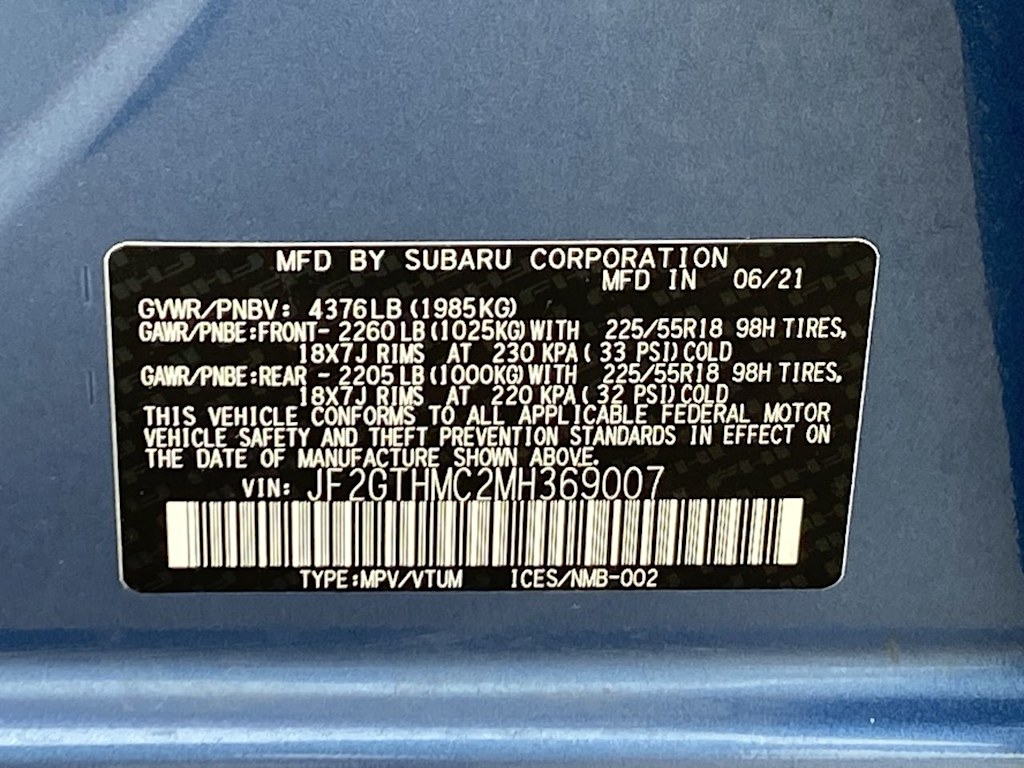 MFD BY SUBARU CORPORATION
MFD IN 06/21
GVWR/PNBV: 4376LB (1985KG)
GAWR/PNBE:FRONT- 2260 LB (1025KG)WITH 225/55R18 98H TIRES,
18X7J RIMS AT 230 KPA( 33 PSI)COLD
GAWR/PNBE:REAR - 2205 LB (1000KG)WITH 225/55R18 98H TIRES,
18X7J RIMS AT 220 KPA( 32 PSI)COLD
THIS VEHICLE CONFORMS TO ALL APPLICABLE FEDERAL MOTOR
VEHICLE SAFETY AND THEFT PREVENTION STANDARDS IN EFFECT ON
THE DATE OF MANUFACTURE SHOWN ABOVE.
VIN: JF2GTHMC2MH369007
TYPE:MPV/VTUM ICES/NMB-002